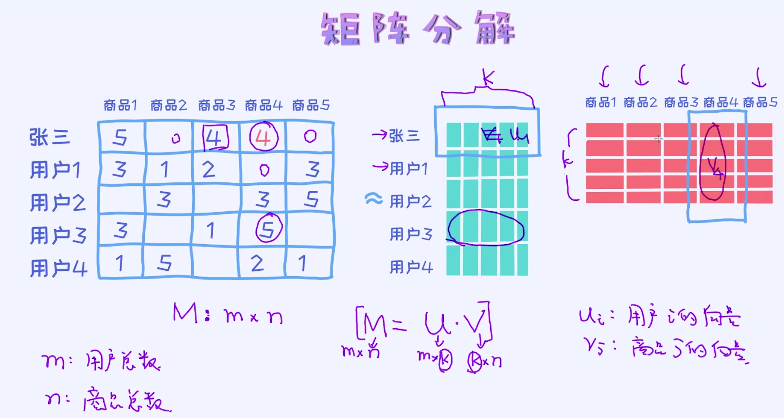 矩阵分解
商品1 商品2 商品3 商品4 商品5
张三 5 0 4 4 0
用户1 3 1 2 0 3
用户2 3 3 5
用户3 3 1 5
用户4 1 5 2 1
k
→张三 u
→用户1
≈ 用户2
用户3
用户4
商品1 商品2 商品3 商品4 商品5
k
V4
M: m×n
[M = U·V]
m×n m×k k×n
m: 用户总数
n: 商品总数
ui: 用户i的向量
vj: 商品j的向量